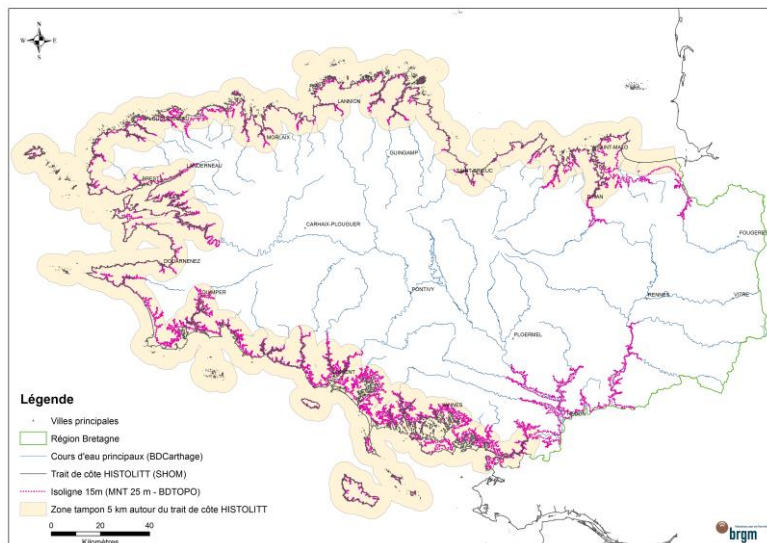 N
W E
S
LANNION
MORLAIX
GUINGAMP
SAINT-MALO
LANDERNEAU
BREST
DINAN
CARHAIX-PLOUGUER
FOUGERES
DOUARNENEZ
QUIMPER
PONTIVY
RENNES
VITRE
PLOERMEL
VANNES
Légende
Villes principales
Région Bretagne
Cours d'eau principaux (BDCarthage)
Trait de côte HISTOLITT (SHOM)
Isoligne 15m (MNT 25 m - BDTOPO)
Zone tampon 5 km autour du trait de côte HISTOLITT
0 20 40
Kilomètres
brgm